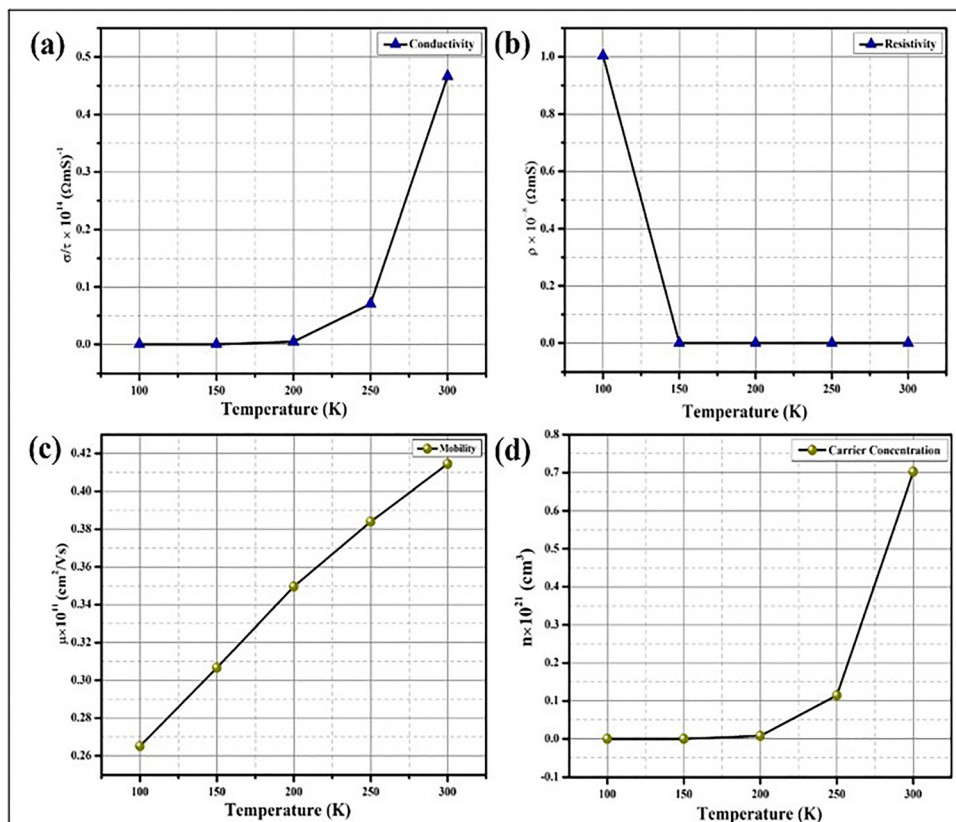 (a)
Conductivity
0.5
0.4
0.3
0.2
0.1
0.0
σ/τ × 10¹⁴ (ΩmS)⁻¹
100 150 200 250 300
Temperature (K)
(b)
Resistivity
1.0
0.8
0.6
0.4
0.2
0.0
ρ × 10⁻ˣ (ΩmS)
100 150 200 250 300
Temperature (K)
(c)
Mobility
0.42
0.40
0.38
0.36
0.34
0.32
0.30
0.28
0.26
μ×10¹¹ (cm²/Vs)
100 150 200 250 300
Temperature (K)
(d)
Carrier Concentration
0.8
0.7
0.6
0.5
0.4
0.3
0.2
0.1
0.0
-0.1
n×10²¹ (cm³)
100 150 200 250 300
Temperature (K)